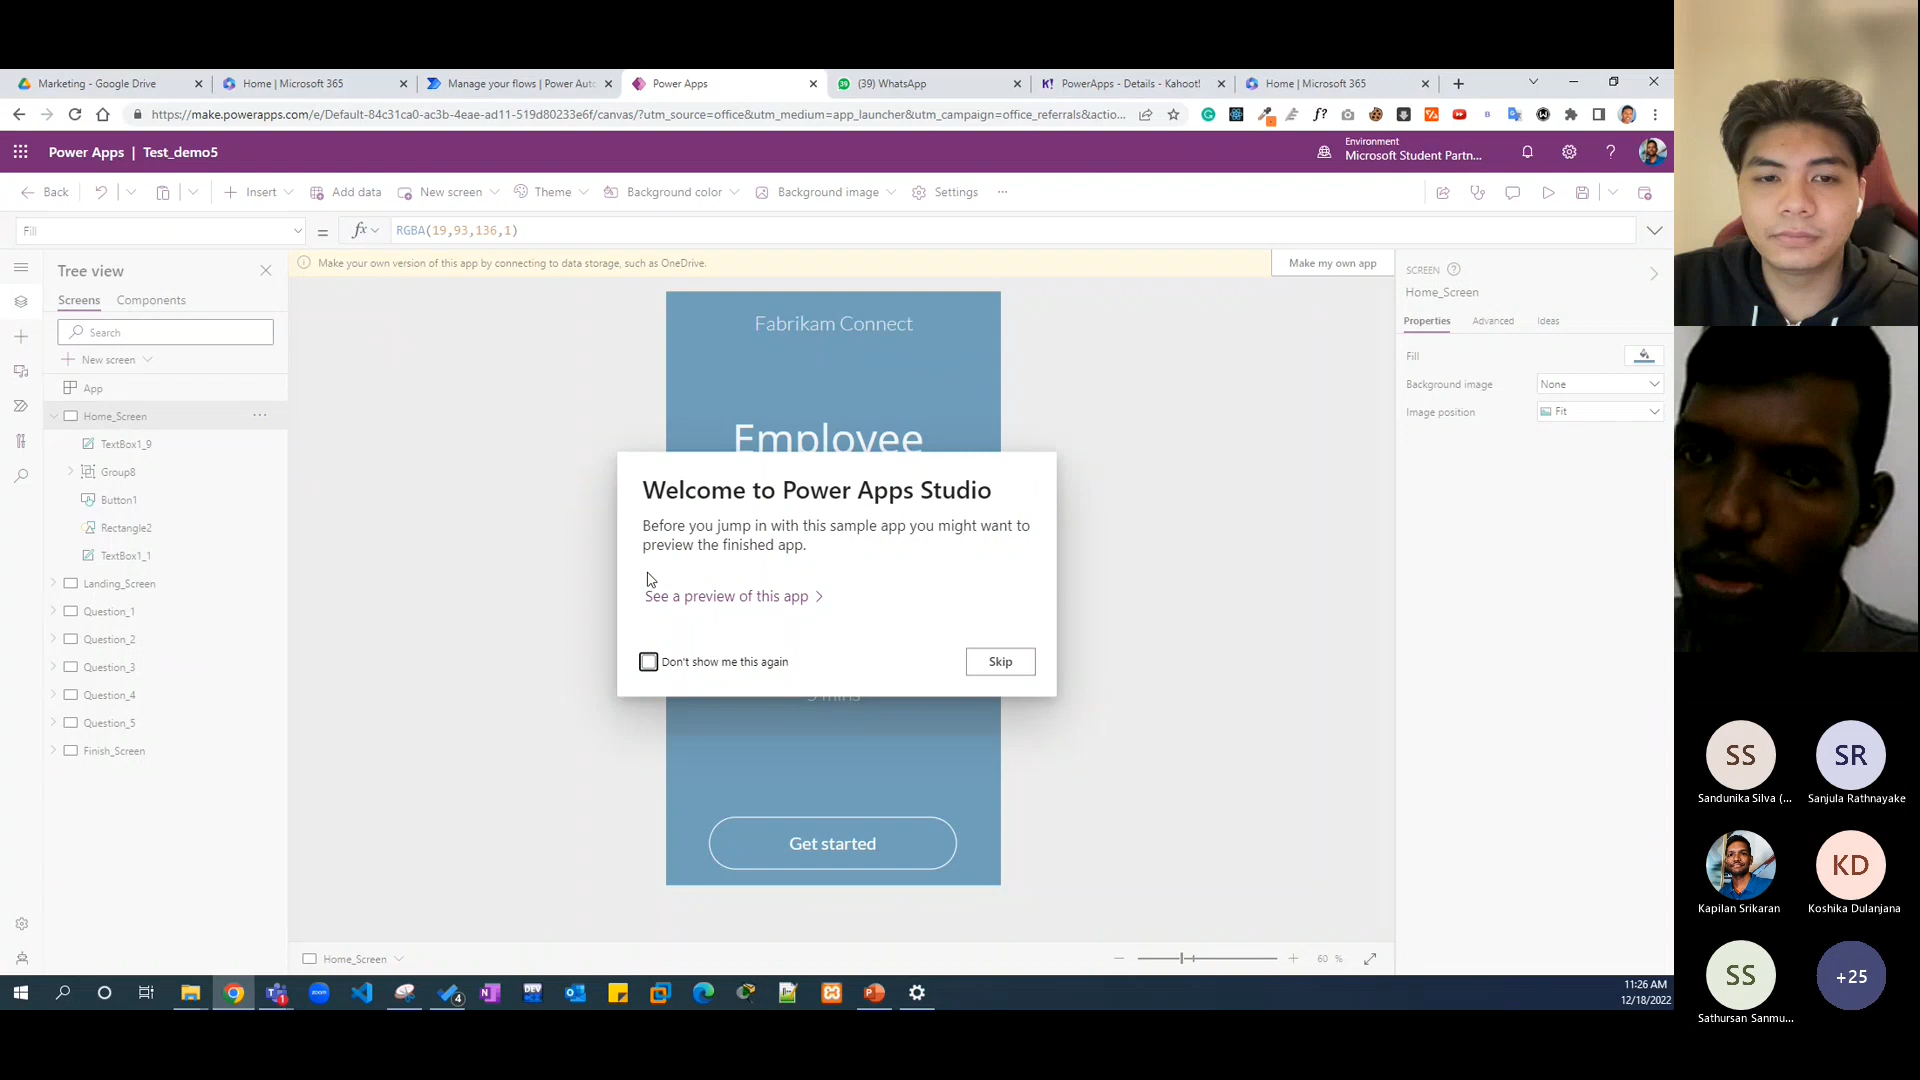 Marketing - Google Drive
Home | Microsoft 365
Manage your flows | Power Auto
Power Apps
(39) WhatsApp
K! PowerApps - Details - Kahoot!
Home | Microsoft 365
https://make.powerapps.com/e/Default-84c31ca0-ac3b-4eae-ad11-519d80233e6f/canvas/?utm_source=office&utm_medium=app_launcher&utm_campaign=office_referrals&actio...
Power Apps | Test_demo5
Environment
Microsoft Student Partn...
Back
Insert
Add data
New screen
Theme
Background color
Background image
Settings
...
Fill
= fx RGBA(19,93,136,1)
Make your own version of this app by connecting to data storage, such as OneDrive.
Make my own app
Tree view
Screens
Components
Search
New screen
App
Home_Screen
...
TextBox1_9
Group8
Button1
Rectangle2
TextBox1_1
Landing_Screen
Question_1
Question_2
Question_3
Question_4
Question_5
Finish_Screen
Fabrikam Connect
Employee
Welcome to Power Apps Studio
Before you jump in with this sample app you might want to
preview the finished app.
See a preview of this app
Don't show me this again
Skip
Get started
SCREEN
Home_Screen
Properties
Advanced
Ideas
Fill
Background image
None
Image position
Fit
Home_Screen
60 %
11:26 AM
12/18/2022
SS
Sandunika Silva (...
SR
Sanjula Rathnayake
Kapilan Srikaran
KD
Koshika Dulanjana
SS
Sathursan Sanmu...
+25